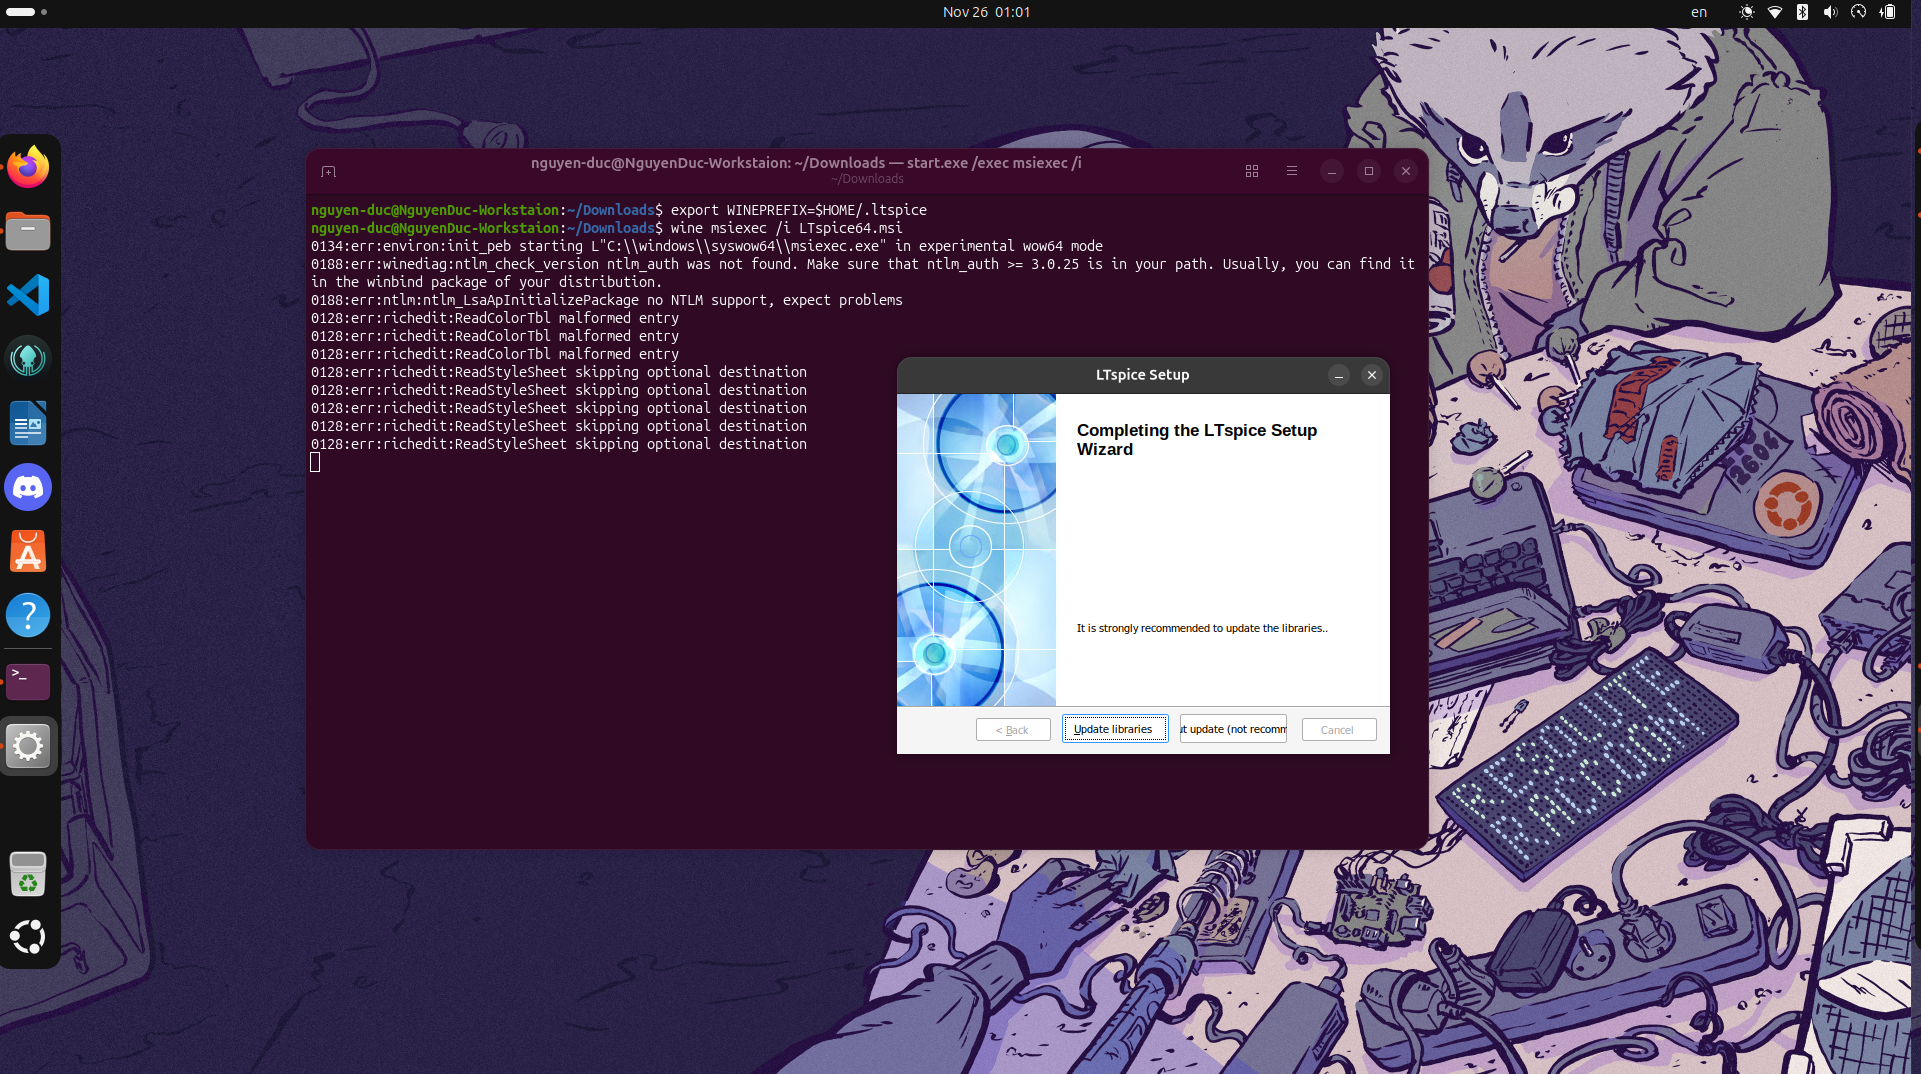 Nov 26 01:01
en
nguyen-duc@NguyenDuc-Workstaion: ~/Downloads — start.exe /exec msiexec /i
~/Downloads
nguyen-duc@NguyenDuc-Workstaion:~/Downloads$ export WINEPREFIX=$HOME/.ltspice
nguyen-duc@NguyenDuc-Workstaion:~/Downloads$ wine msiexec /i LTspice64.msi
0134:err:environ:init_peb starting L"C:\\windows\\syswow64\\msiexec.exe" in experimental wow64 mode
0188:err:winediag:ntlm_check_version ntlm_auth was not found. Make sure that ntlm_auth >= 3.0.25 is in your path. Usually, you can find it
in the winbind package of your distribution.
0188:err:ntlm:ntlm_LsaApInitializePackage no NTLM support, expect problems
0128:err:richedit:ReadColorTbl malformed entry
0128:err:richedit:ReadColorTbl malformed entry
0128:err:richedit:ReadColorTbl malformed entry
0128:err:richedit:ReadStyleSheet skipping optional destination
0128:err:richedit:ReadStyleSheet skipping optional destination
0128:err:richedit:ReadStyleSheet skipping optional destination
0128:err:richedit:ReadStyleSheet skipping optional destination
0128:err:richedit:ReadStyleSheet skipping optional destination
LTspice Setup
Completing the LTspice Setup
Wizard
It is strongly recommended to update the libraries..
< Back
Update libraries
ut update (not recomm
Cancel
26.04